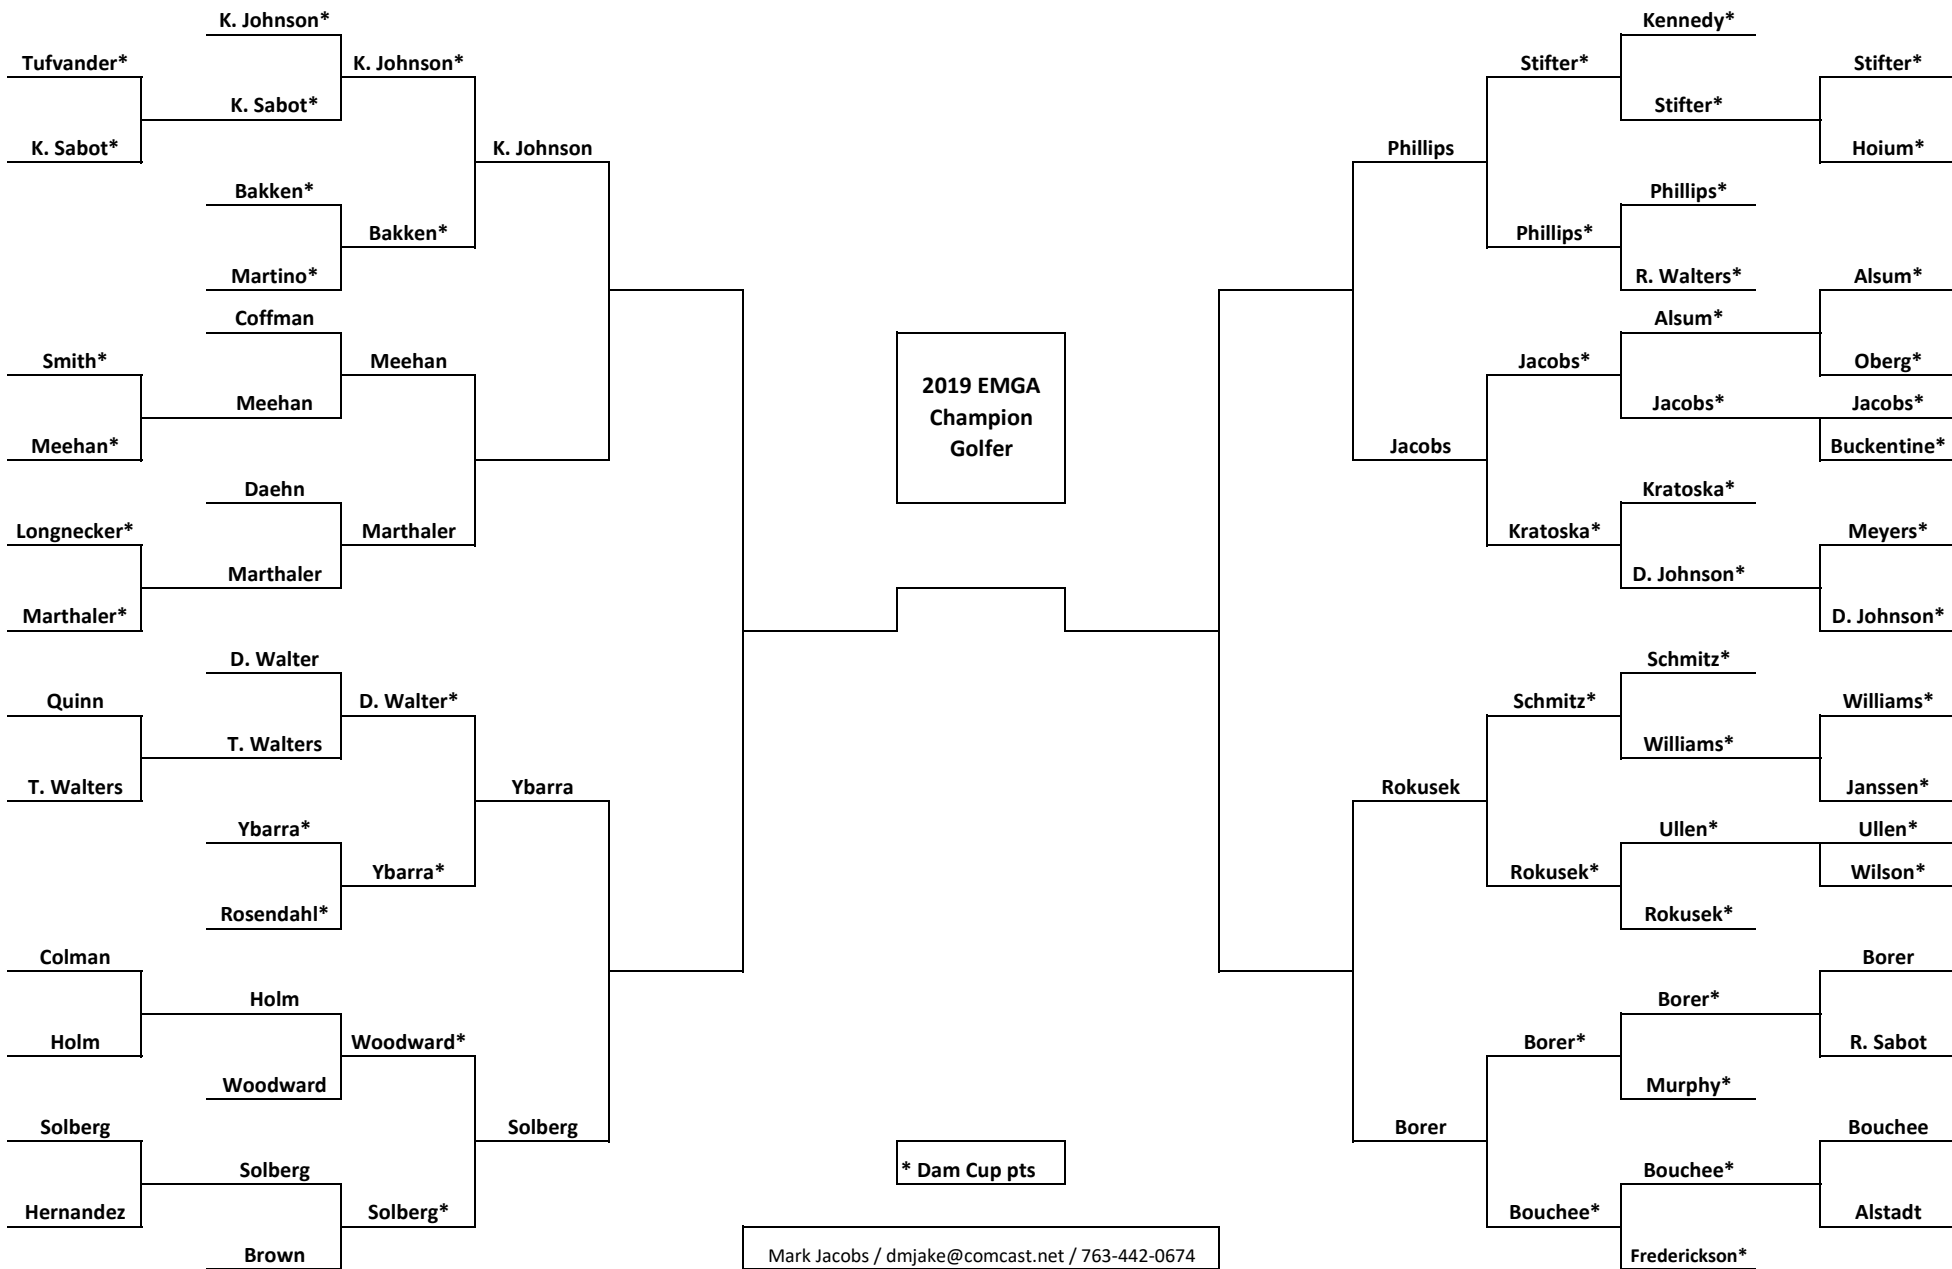 K. Johnson*
Kennedy*
Tufvander*
K. Johnson*
Stifter*
Stifter*
K. Sabot*
Stifter*
K. Sabot*
K. Johnson
Phillips
Hoium*
Bakken*
Phillips*
Bakken*
Phillips*
Martino*
R. Walters*
Alsum*
Coffman
Alsum*
Smith*
Meehan
2019 EMGA
Champion
Golfer
Jacobs*
Oberg*
Meehan
Jacobs*
Jacobs*
Meehan*
Jacobs
Buckentine*
Daehn
Kratoska*
Longnecker*
Marthaler
Kratoska*
Meyers*
Marthaler
D. Johnson*
Marthaler*
D. Johnson*
D. Walter
Schmitz*
Quinn
D. Walter*
Schmitz*
Williams*
T. Walters
Williams*
T. Walters
Ybarra
Rokusek
Janssen*
Ybarra*
Ullen*
Ullen*
Ybarra*
Rokusek*
Wilson*
Rosendahl*
Rokusek*
Colman
Borer
Holm
Borer*
Holm
Woodward*
Borer*
R. Sabot
Woodward
Murphy*
Solberg
Solberg
Borer
Bouchee
Solberg
* Dam Cup pts
Bouchee*
Hernandez
Solberg*
Bouchee*
Alstadt
Brown
Mark Jacobs / dmjake@comcast.net / 763-442-0674
Frederickson*